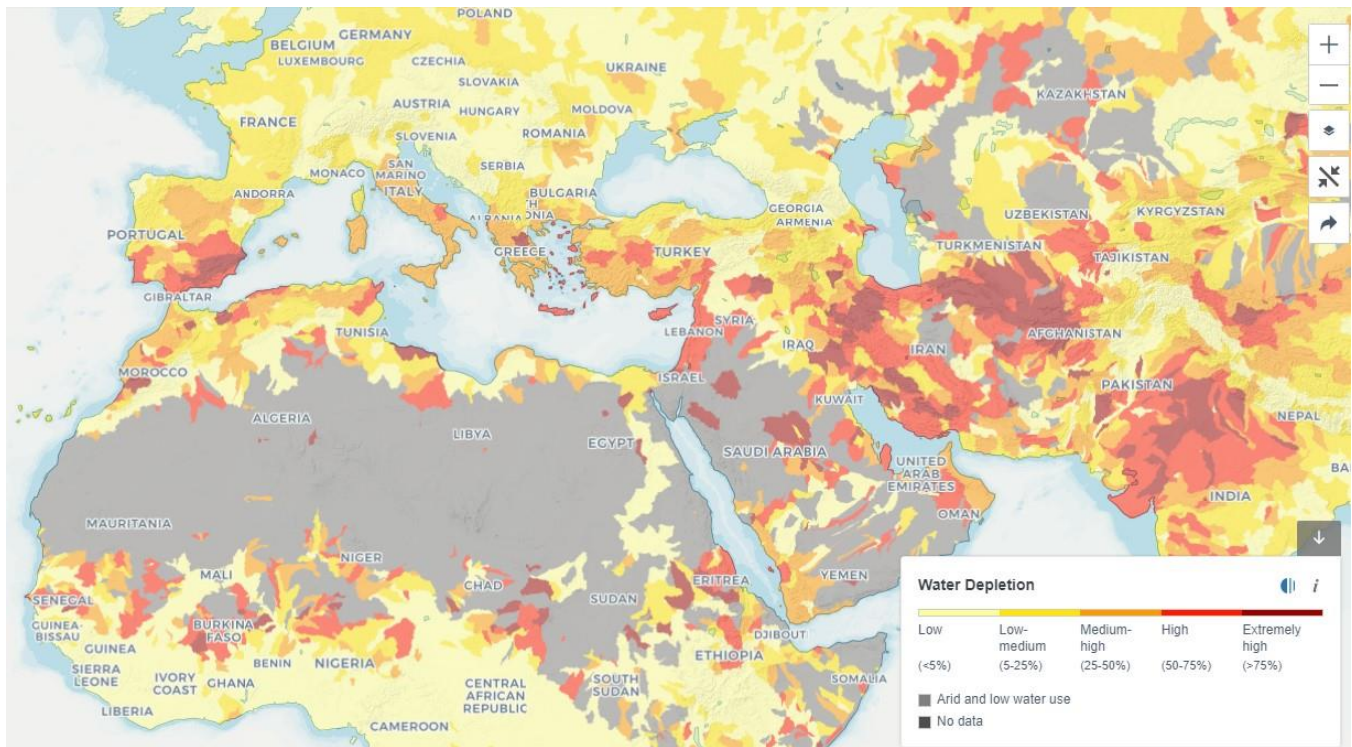 POLAND
GERMANY
BELGIUM
LUXEMBOURG
CZECHIA
UKRAINE
SLOVAKIA
KAZAKHSTAN
AUSTRIA
HUNGARY
MOLDOVA
FRANCE
SLOVENIA
ROMANIA
SAN
MARINO
MONACO
SERBIA
ITALY
ANDORRA
BULGARIA
GEORGIA
ARMENIA
UZBEKISTAN
KYRGYZSTAN
ALBANIA
TH
ONIA
PORTUGAL
GREECE
TURKEY
TURKMENISTAN
TAJIKISTAN
GIBRALTAR
SYRIA
LEBANON
TUNISIA
IRAQ
IRAN
AFGHANISTAN
MOROCCO
ISRAEL
PAKISTAN
KUWAIT
NEPAL
ALGERIA
LIBYA
EGYPT
SAUDI ARABIA
UNITED
ARAB
EMIRATES
BA
INDIA
OMAN
MAURITANIA
NIGER
MALI
CHAD
SUDAN
ERITREA
YEMEN
SENEGAL
GUINEA-
BISSAU
BURKINA
FASO
GUINEA
DJIBOUT
BENIN
NIGERIA
ETHIOPIA
SIERRA
LEONE
IVORY
COAST
GHANA
CENTRAL
AFRICAN
REPUBLIC
SOUTH
SUDAN
SOMALIA
LIBERIA
CAMEROON
Water Depletion
i
Low
Low-
medium
Medium-
high
High
Extremely
high
(<5%)
(5-25%)
(25-50%)
(50-75%)
(>75%)
Arid and low water use
No data